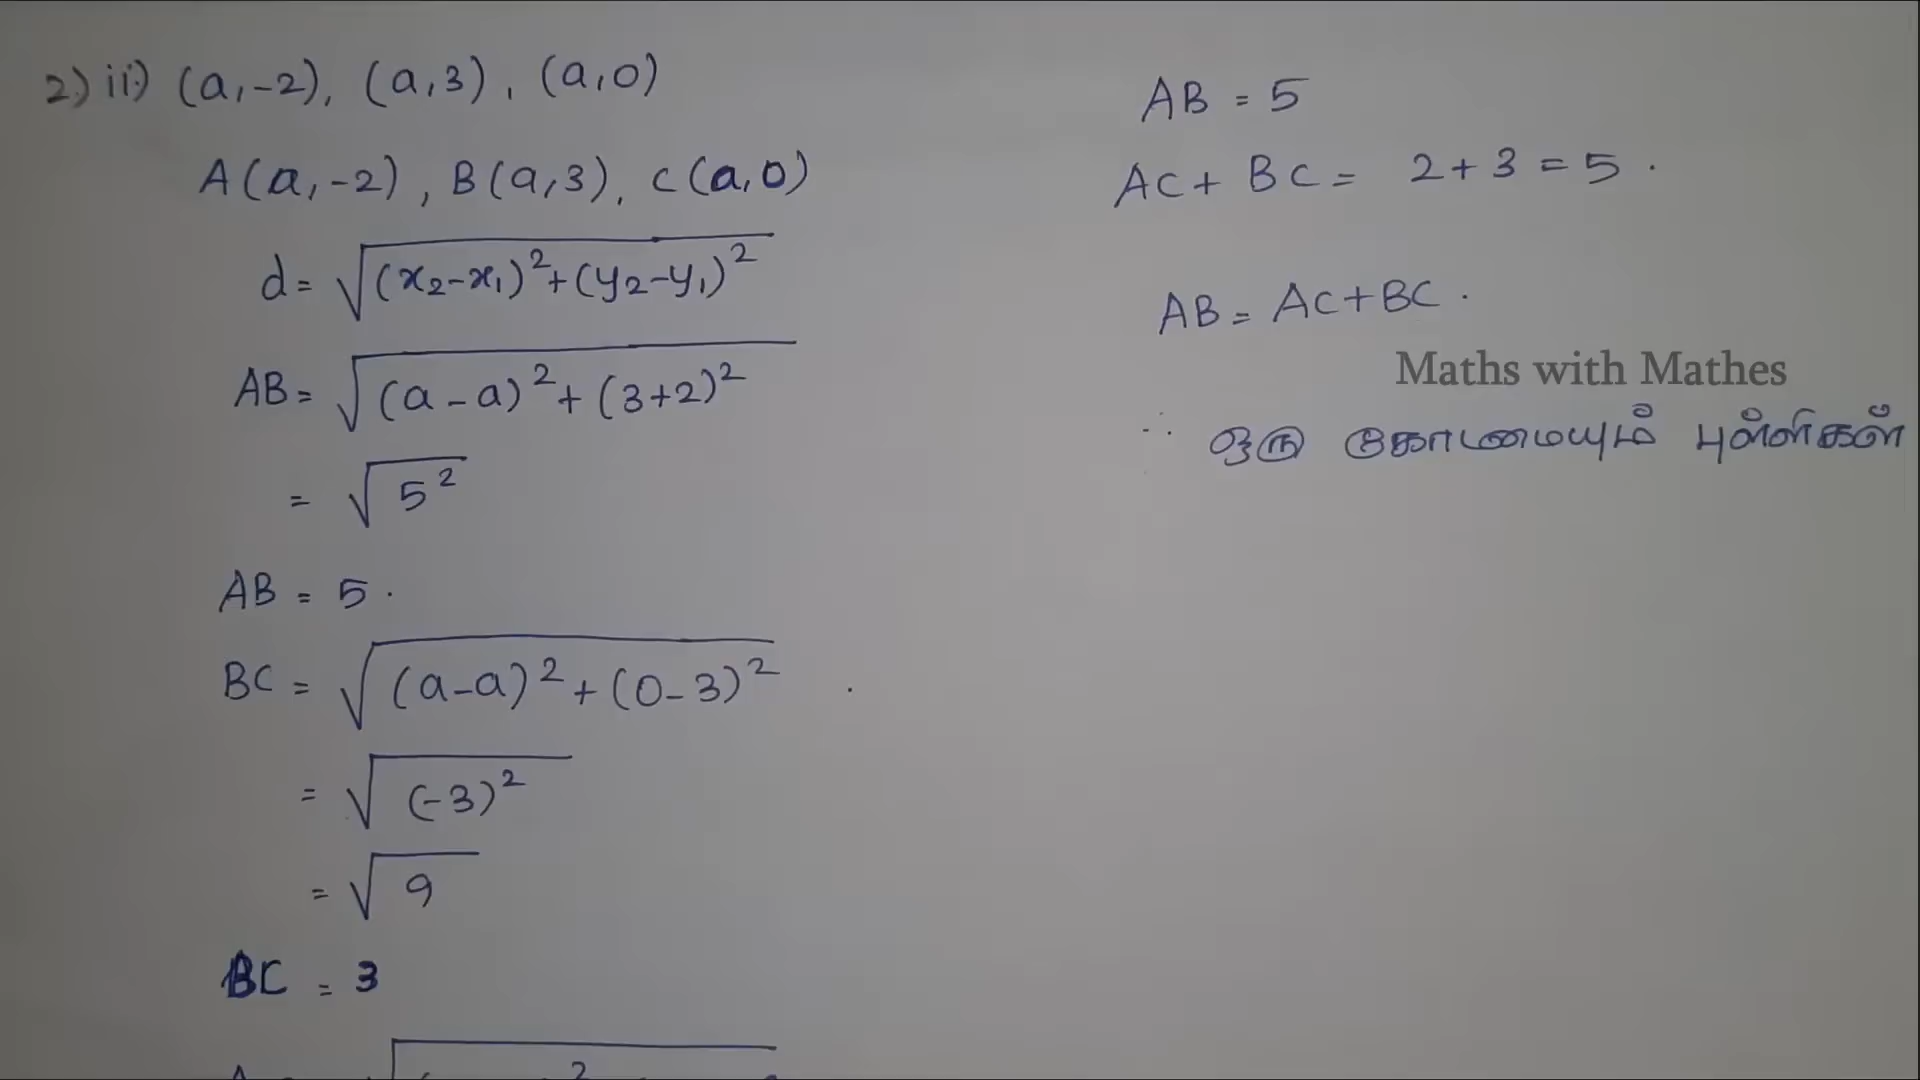 2) ii) (a,-2), (a,3), (a,0)
A(a,-2), B(a,3), C(a,0)
d = √(x₂-x₁)²+(y₂-y₁)²
AB = √(a-a)²+(3+2)²
= √5²
AB = 5.
BC = √(a-a)²+(0-3)²
= √(-3)²
= √9
BC = 3
AB = 5
AC + BC = 2+3 = 5.
AB = AC+BC.
Maths with Mathes
∴ ஒரு கோடமையும் புள்ளிகள்